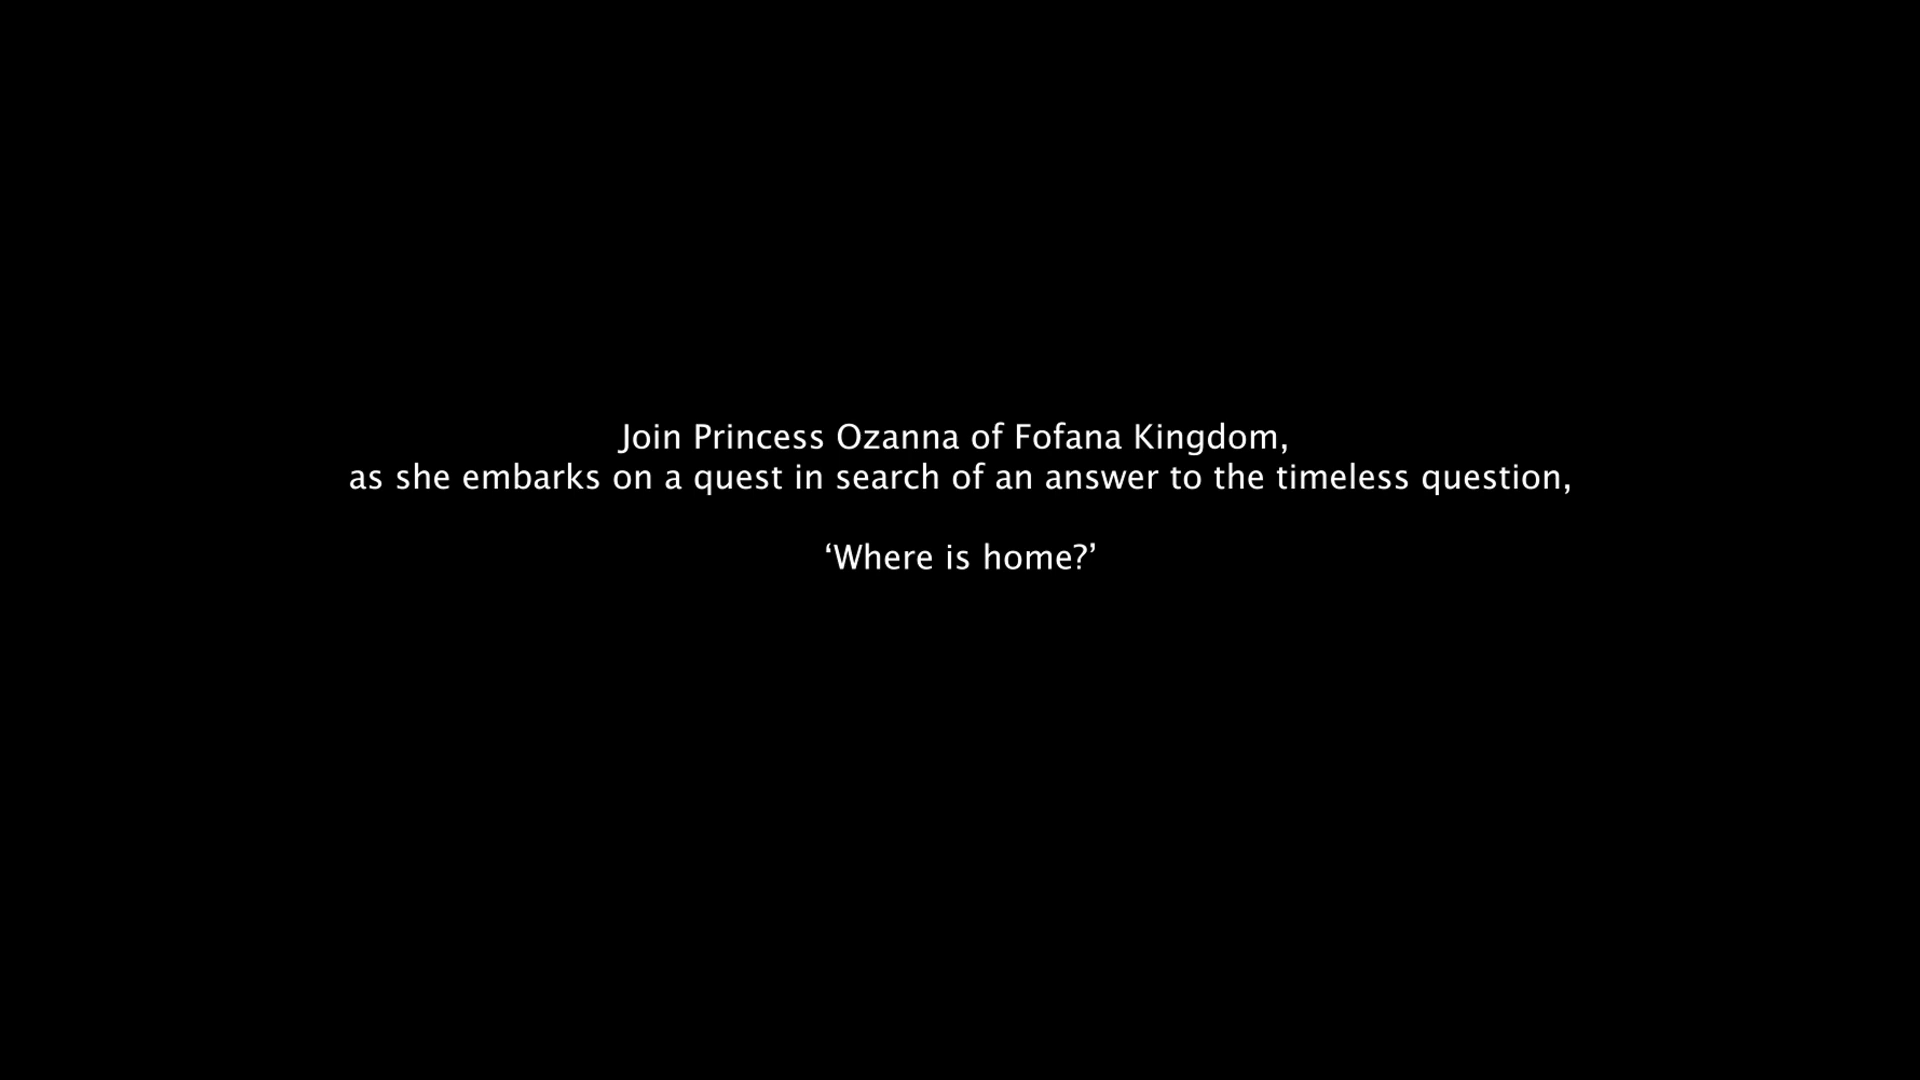 Join Princess Ozanna of Fofana Kingdom,
as she embarks on a quest in search of an answer to the timeless question,
‘Where is home?’